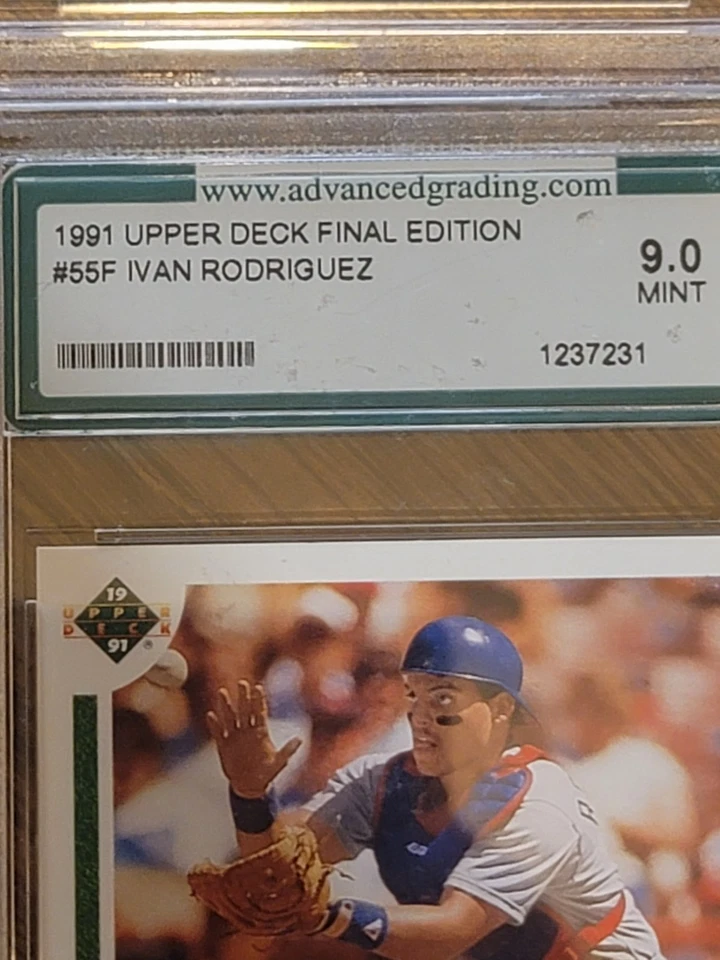 www.advancedgrading.com
1991 UPPER DECK FINAL EDITION
#55F IVAN RODRIGUEZ
9.0
MINT
1237231
19
UPPER
DECK
91
®